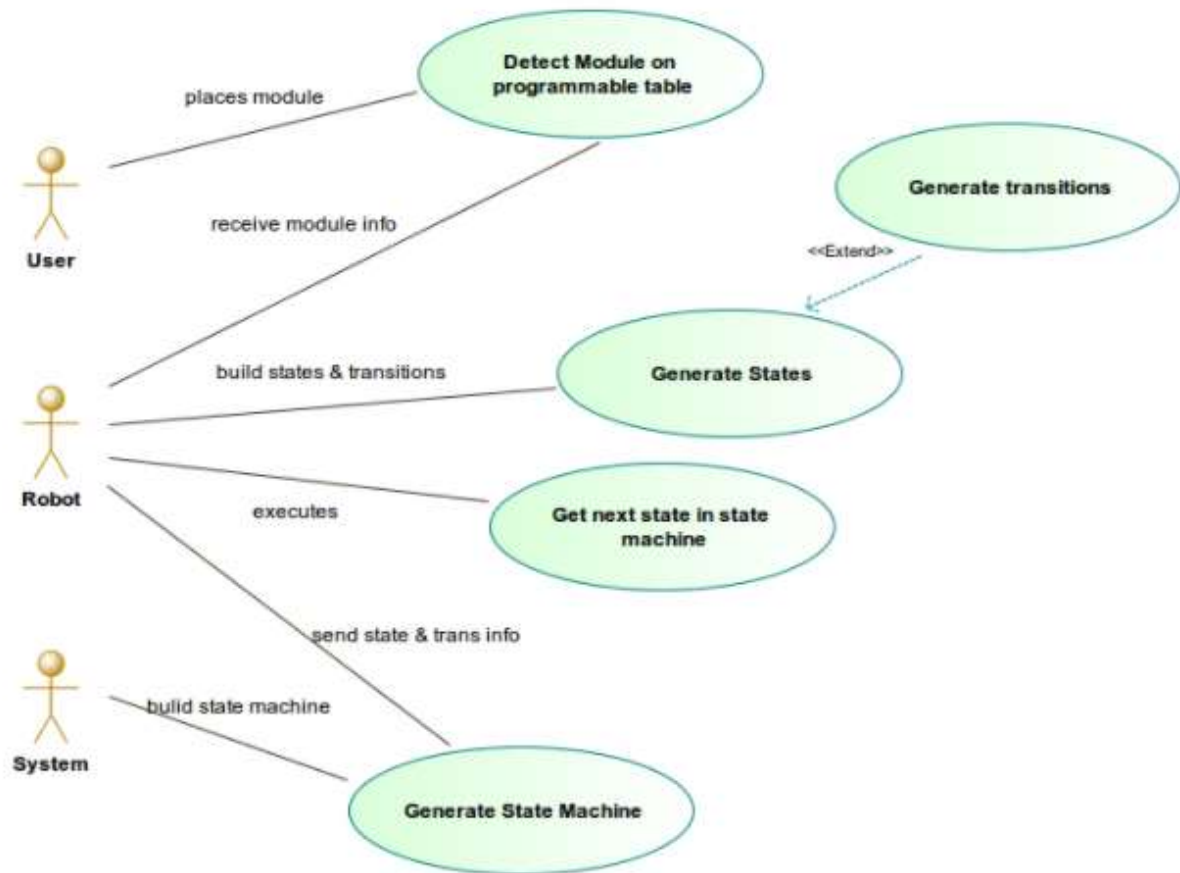 Detect Module on
programmable table
places module
Generate transitions
receive module info
<<Extend>>
User
build states & transitions
Generate States
Robot
executes
Get next state in state
machine
send state & trans info
bulid state machine
System
Generate State Machine